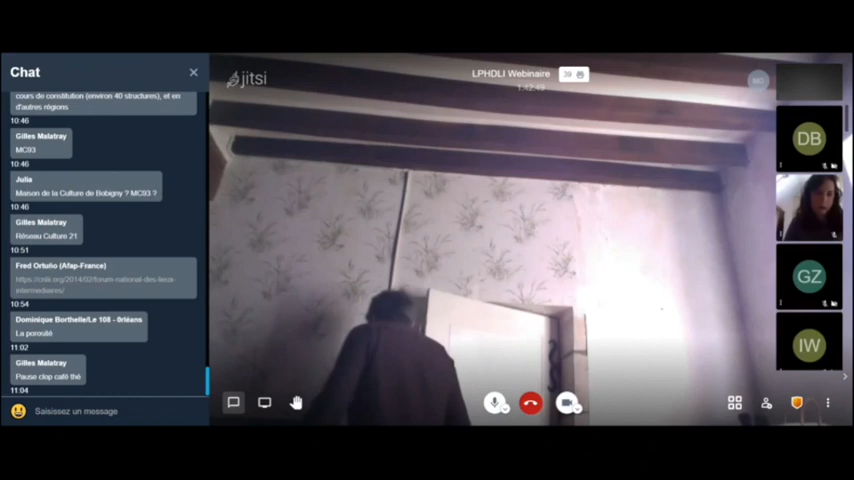 Chat
cours de constitution (environ 40 structures), et en
d'autres régions
10:46
Gilles Malatray
MC93
10:46
Julia
Maison de la Culture de Bobigny ? MC93 ?
10:46
Gilles Malatray
Réseau Culture 21
10:51
Fred Ortuño (Afap-France)
10:54
Dominique Borthelle/Le 108 - Orléans
La porosité
11:02
Gilles Malatray
Pause clop café thé
11:04
Saisissez un message
jitsi
LPHDLI Webinaire
39
1:42:49
MG
DB
GZ
IW